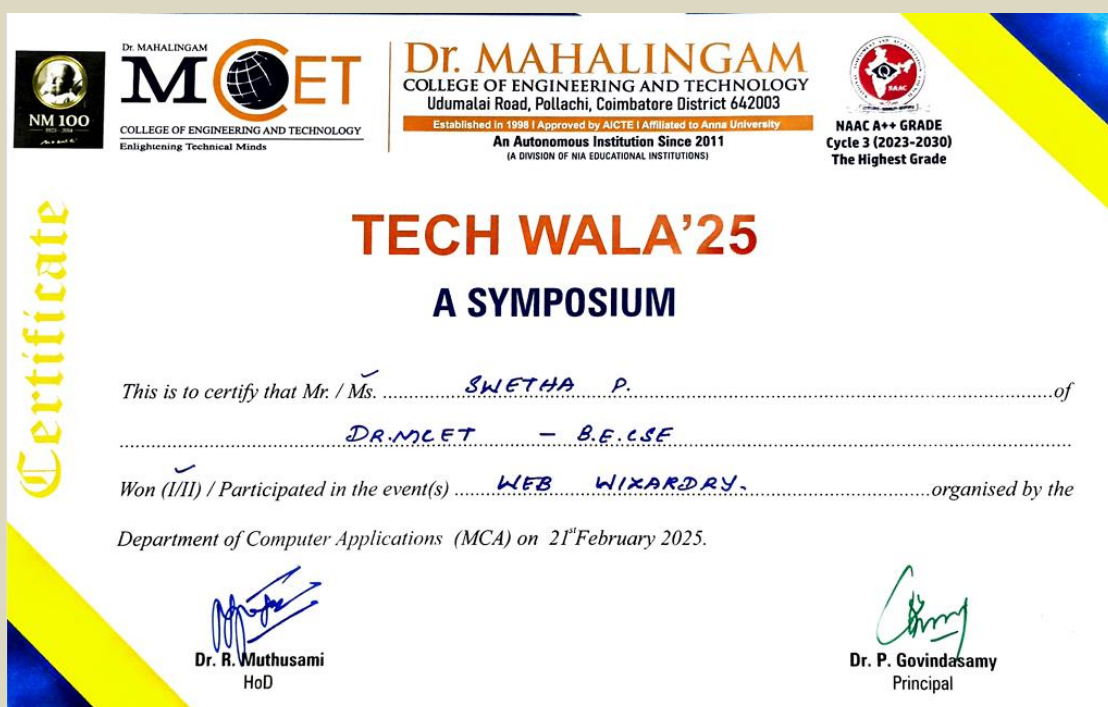 NM 100
1923 - 2014
Dr. MAHALINGAM
MCET
COLLEGE OF ENGINEERING AND TECHNOLOGY
Enlightening Technical Minds
Dr. MAHALINGAM
COLLEGE OF ENGINEERING AND TECHNOLOGY
Udumalai Road, Pollachi, Coimbatore District 642003
Established in 1998 I Approved by AICTE I Affiliated to Anna University
An Autonomous Institution Since 2011
(A DIVISION OF NIA EDUCATIONAL INSTITUTIONS)
NAAC
NAAC A++ GRADE
Cycle 3 (2023-2030)
The Highest Grade
Certificate
TECH WALA’25
A SYMPOSIUM
This is to certify that Mr. / Ms. SWETHA P. of
DR.MCET - B.E.CSE
Won (I/II) / Participated in the event(s) WEB WIXARDRY. organised by the
Department of Computer Applications (MCA) on 21st February 2025.
Dr. R. Muthusami
HoD
Dr. P. Govindasamy
Principal